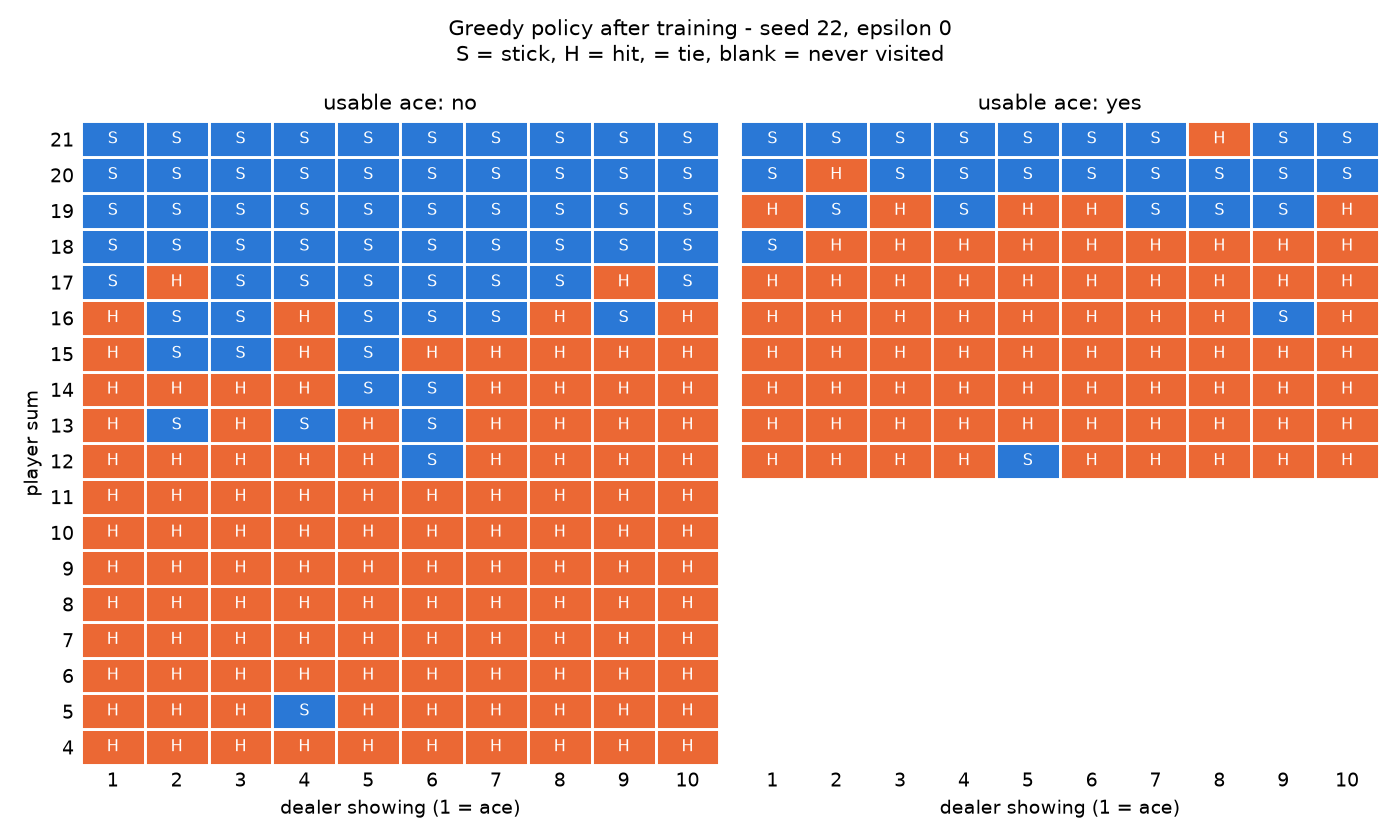 Greedy policy after training - seed 22, epsilon 0
S = stick, H = hit, = tie, blank = never visited
usable ace: no
21 S S S S S S S S S S
20 S S S S S S S S S S
19 S S S S S S S S S S
18 S S S S S S S S S S
17 S H S S S S S S H S
16 H S S H S S S H S H
15 H S S H S H H H H H
14 H H H H S S H H H H
13 H S H S H S H H H H
12 H H H H H S H H H H
11 H H H H H H H H H H
10 H H H H H H H H H H
9 H H H H H H H H H H
8 H H H H H H H H H H
7 H H H H H H H H H H
6 H H H H H H H H H H
5 H H H S H H H H H H
4 H H H H H H H H H H
1 2 3 4 5 6 7 8 9 10
dealer showing (1 = ace)
player sum
usable ace: yes
S S S S S S S H S S
S H S S S S S S S S
H S H S H H S S S H
S H H H H H H H H H
H H H H H H H H H H
H H H H H H H H S H
H H H H H H H H H H
H H H H H H H H H H
H H H H H H H H H H
H H H H S H H H H H
1 2 3 4 5 6 7 8 9 10
dealer showing (1 = ace)